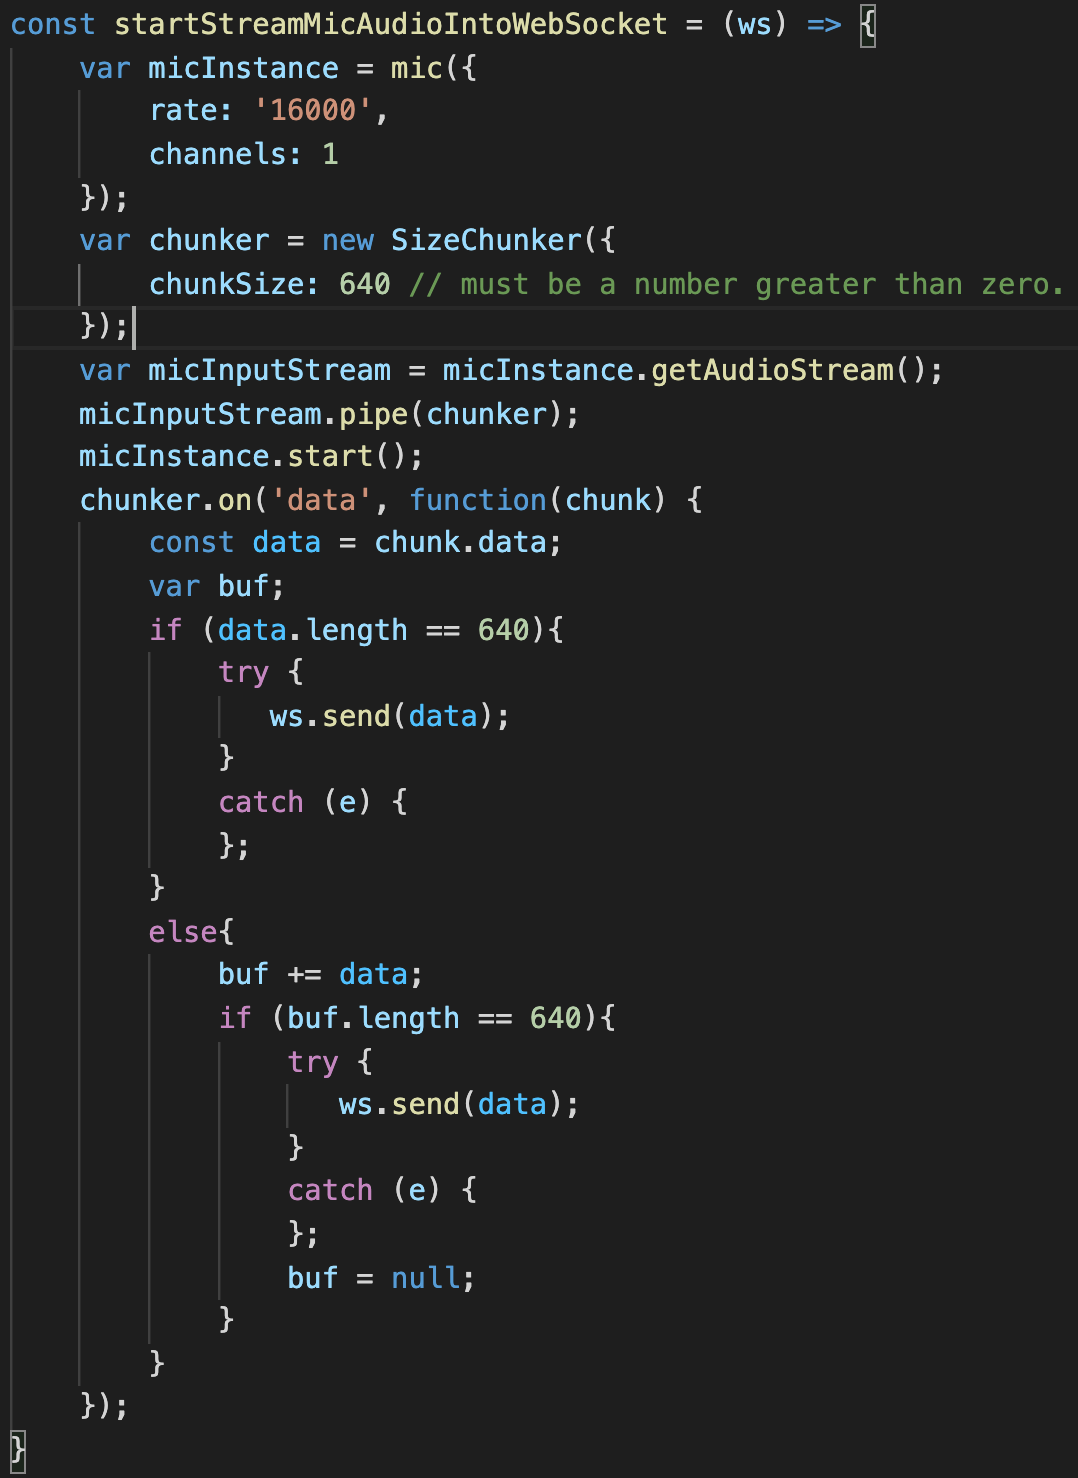 const startStreamMicAudioIntoWebSocket = (ws) => {
    var micInstance = mic({
        rate: '16000',
        channels: 1
    });
    var chunker = new SizeChunker({
        chunkSize: 640 // must be a number greater than zero.
    });
    var micInputStream = micInstance.getAudioStream();
    micInputStream.pipe(chunker);
    micInstance.start();
    chunker.on('data', function(chunk) {
        const data = chunk.data;
        var buf;
        if (data.length == 640){
            try {
               ws.send(data);
            }
            catch (e) {
            };
        }
        else{
            buf += data;
            if (buf.length == 640){
                try {
                   ws.send(data);
                }
                catch (e) {
                };
                buf = null;
            }
        }
    });
}